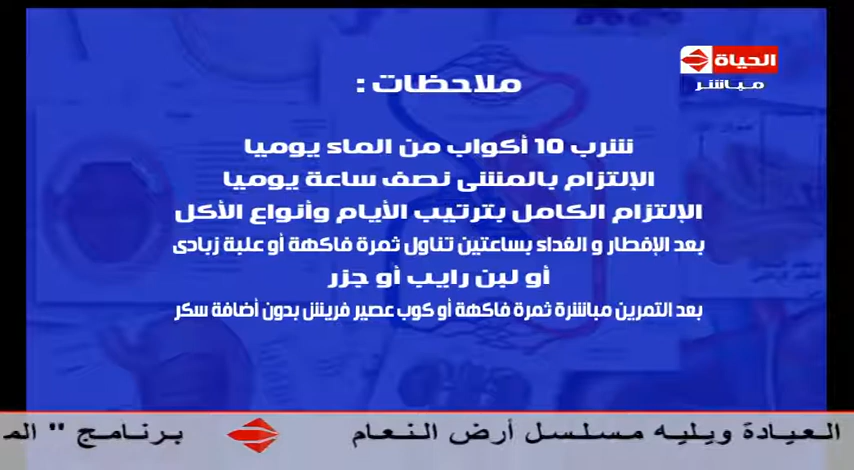 الحياة
مباشر
ملاحظات :
شرب 10 أكواب من الماء يوميا
الإلتزام بالمشى نصف ساعة يوميا
الإلتزام الكامل بترتيب الأيام وأنواع الأكل
بعد الإفطار و الغداء بساعتين تناول ثمرة فاكهة أو علبة زبادى
أو لبن رايب أو جزر
بعد التمرين مباشرة ثمرة فاكهة أو كوب عصير فريش بدون أضافة سكر
العيادة ويليه مسلسل أرض النعام برنامج " الم